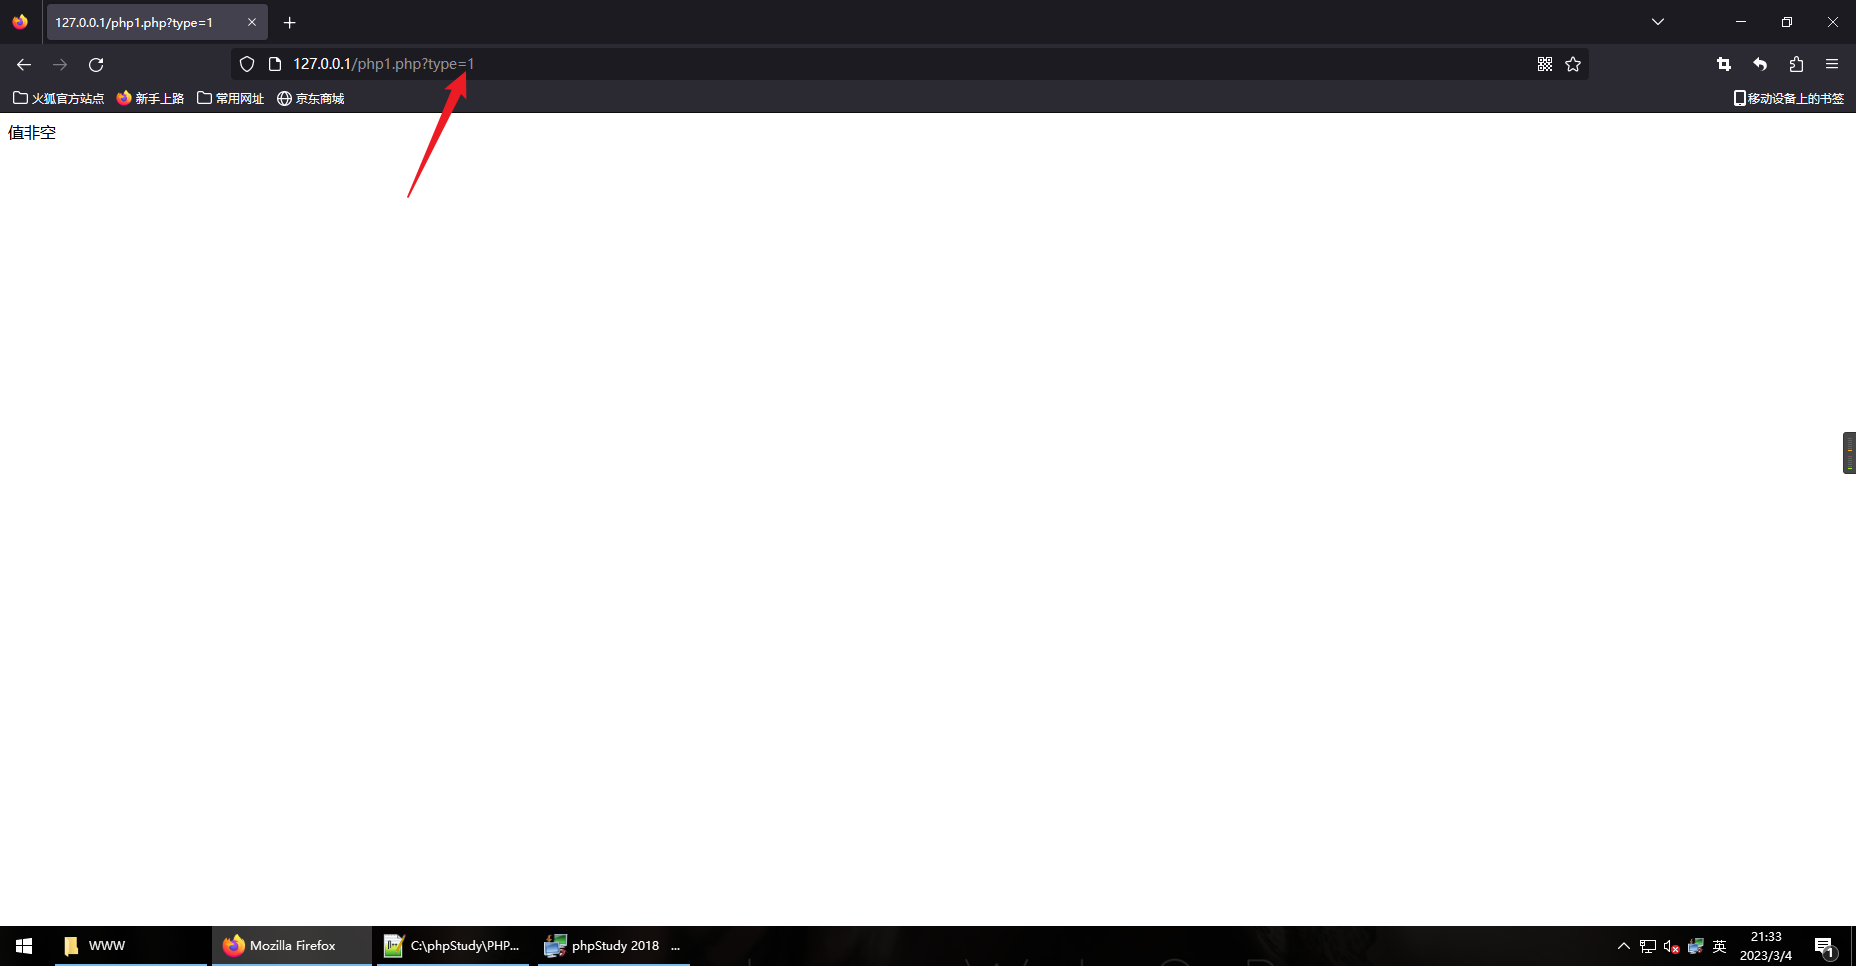 127.0.0.1/php1.php?type=1
127.0.0.1/php1.php?type=1
火狐官方站点 新手上路 常用网址 京东商城 移动设备上的书签
值非空
WWW Mozilla Firefox C:\phpStudy\PHP... phpStudy 2018 ... 英 21:33
2023/3/4 1